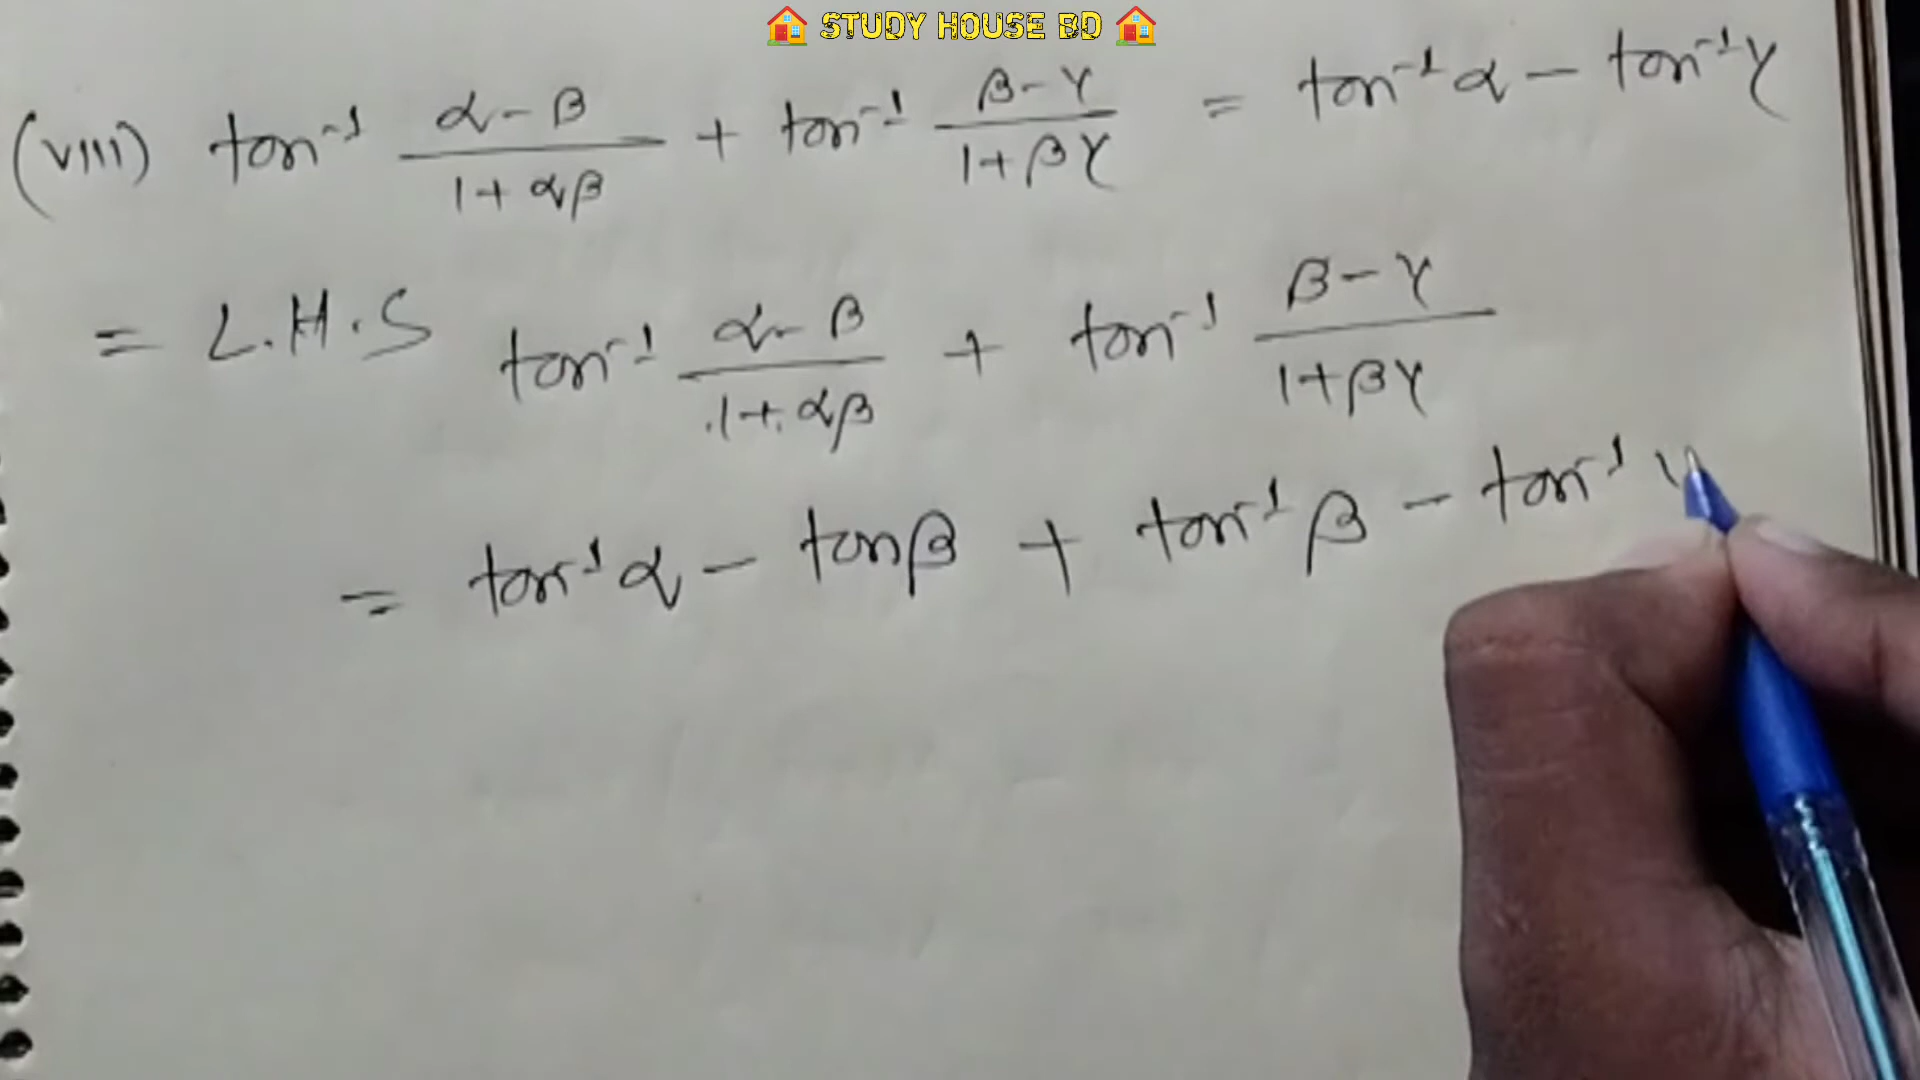 🏠 STUDY HOUSE BD 🏠
(VIII) tan⁻¹ (α-β)/(1+αβ) + tan⁻¹ (β-γ)/(1+βγ) = tan⁻¹α - tan⁻¹γ
= L.H.S tan⁻¹ (α-β)/(1+αβ) + tan⁻¹ (β-γ)/(1+βγ)
= tan⁻¹α - tanβ + tan⁻¹β - tan⁻¹